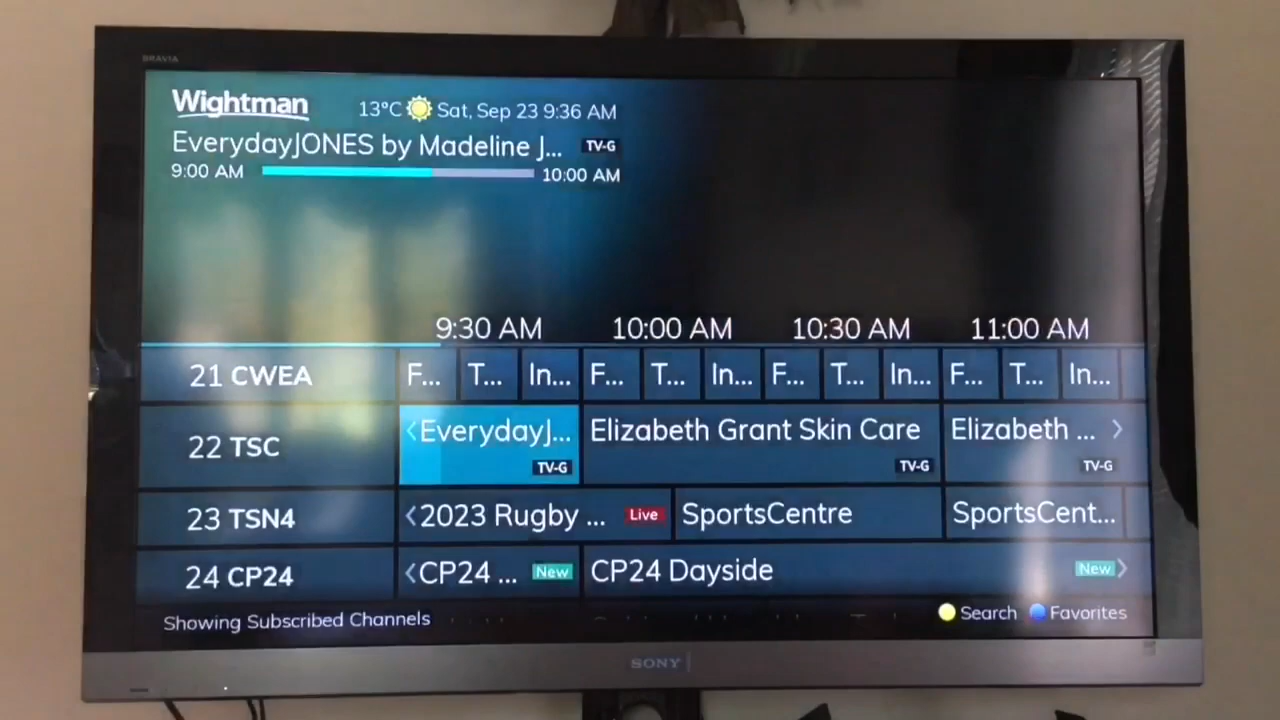 BRAVIA
Wightman 13°C Sat, Sep 23 9:36 AM
EverydayJONES by Madeline J... TV-G
9:00 AM 10:00 AM
9:30 AM 10:00 AM 10:30 AM 11:00 AM
21 CWEA F... T... In... F... T... In... F... T... In... F... T... In...
22 TSC <EverydayJ... TV-G Elizabeth Grant Skin Care TV-G Elizabeth ... > TV-G
23 TSN4 <2023 Rugby ... Live SportsCentre SportsCent...
24 CP24 <CP24 ... New CP24 Dayside New >
Showing Subscribed Channels Search Favorites
SONY